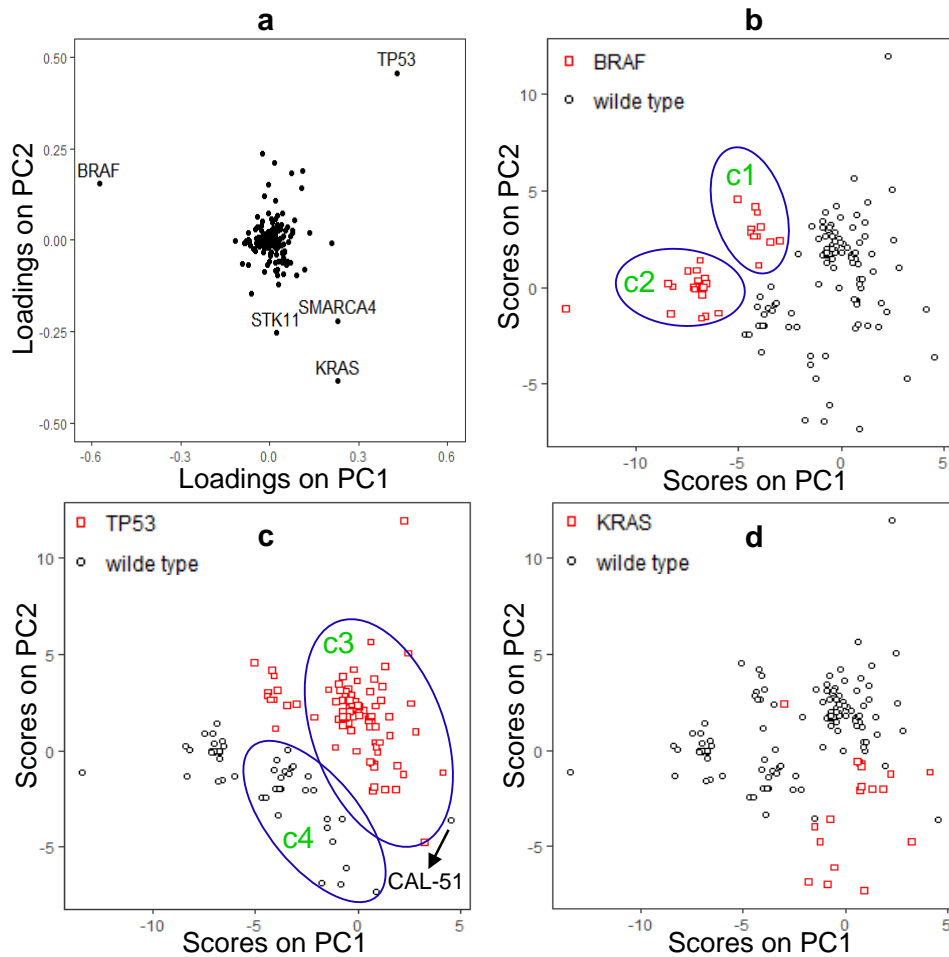 a
0.50
0.25
0.00
-0.25
-0.50
-0.6
-0.3
0.0
0.3
0.6
TP53
BRAF
SMARCA4
STK11
KRAS
Loadings on PC2
Loadings on PC1
b
BRAF
wilde type
c1
c2
10
5
0
-5
-10
-5
0
5
Scores on PC2
Scores on PC1
c
TP53
wilde type
c3
c4
CAL-51
10
5
0
-5
-10
-5
0
5
Scores on PC2
Scores on PC1
d
KRAS
wilde type
10
5
0
-5
-10
-5
0
5
Scores on PC2
Scores on PC1